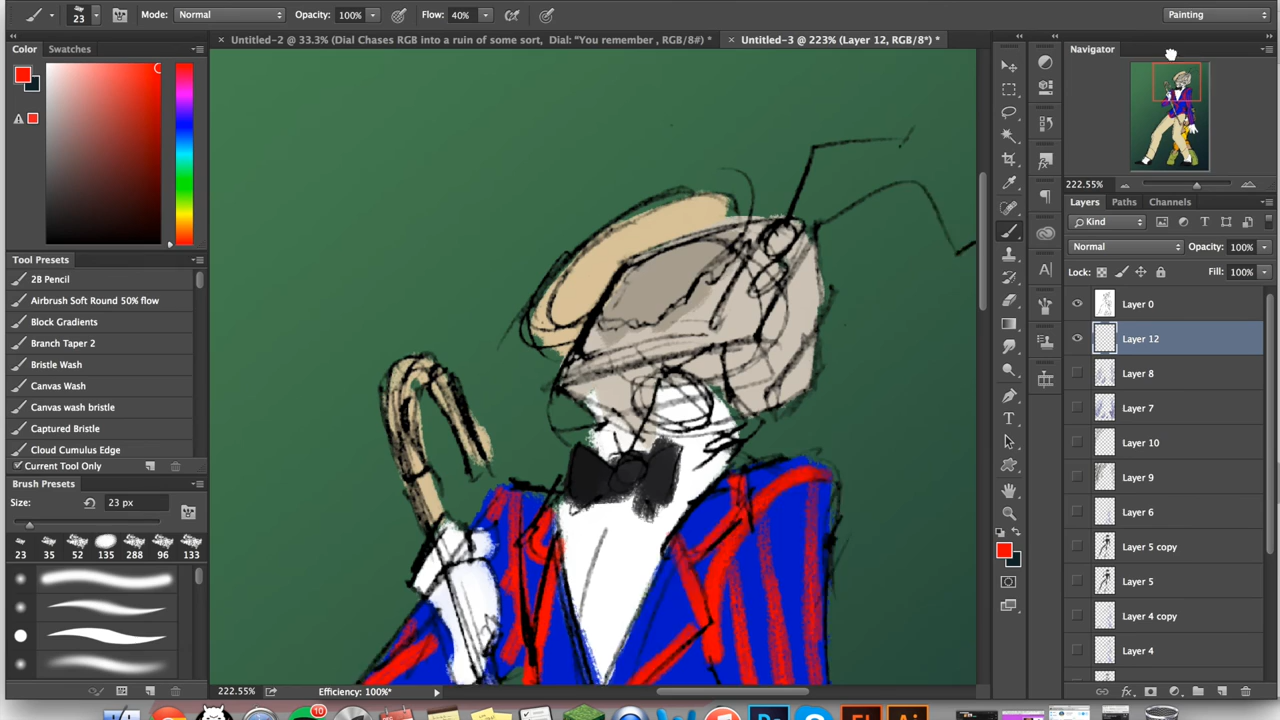 23 Mode: Normal Opacity: 100% Flow: 40% Painting
Untitled-2 @ 33.3% (Dial Chases RGB into a ruin of some sort, Dial: "You remember , RGB/8#) *
Untitled-3 @ 223% (Layer 12, RGB/8*) *
Color Swatches
Tool Presets
2B Pencil
Airbrush Soft Round 50% flow
Block Gradients
Branch Taper 2
Bristle Wash
Canvas Wash
Canvas wash bristle
Captured Bristle
Cloud Cumulus Edge
Current Tool Only
Brush Presets
Size: 23 px
23 35 52 135 288 133
222.55% Efficiency: 100%*
Navigator
222.55%
Layers Paths Channels
Kind
Normal Opacity: 100%
Lock: Fill: 100%
Layer 0
Layer 12
Layer 8
Layer 7
Layer 10
Layer 9
Layer 6
Layer 5 copy
Layer 5
Layer 4 copy
Layer 4
10
Ps
Fl
Ai